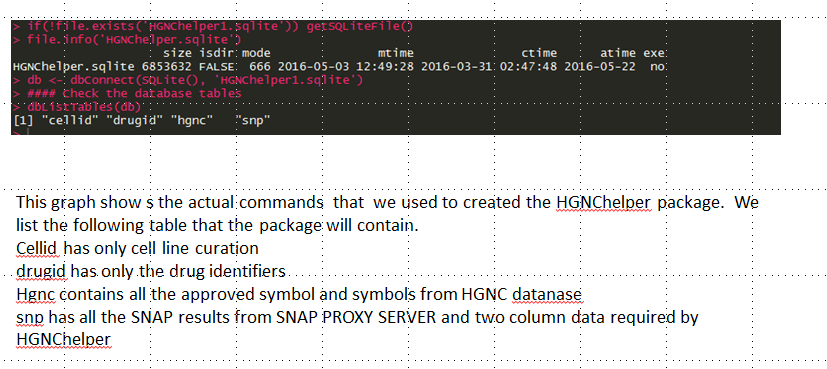 > if(!file.exists('HGNChelper1.sqlite')) getSQLiteFile()
> file.info('HGNChelper.sqlite')
size isdir mode mtime ctime atime exe
HGNChelper.sqlite 6853632 FALSE 666 2016-05-03 12:49:28 2016-03-31 02:47:48 2016-05-22 no
> db <- dbConnect(SQLite(), 'HGNChelper1.sqlite')
> #### Check the database tables
> dbListTables(db)
[1] "cellid" "drugid" "hgnc" "snp"
>
This graph show s the actual commands that we used to created the HGNChelper package. We
list the following table that the package will contain.
Cellid has only cell line curation
drugid has only the drug identifiers
Hgnc contains all the approved symbol and symbols from HGNC datanase
snp has all the SNAP results from SNAP PROXY SERVER and two column data required by
HGNChelper